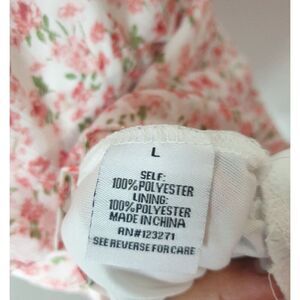 L
SELF:
100%POLYESTER
LINING:
100%POLYESTER
MADE IN CHINA
RN#123271
SEE REVERSE FOR CARE